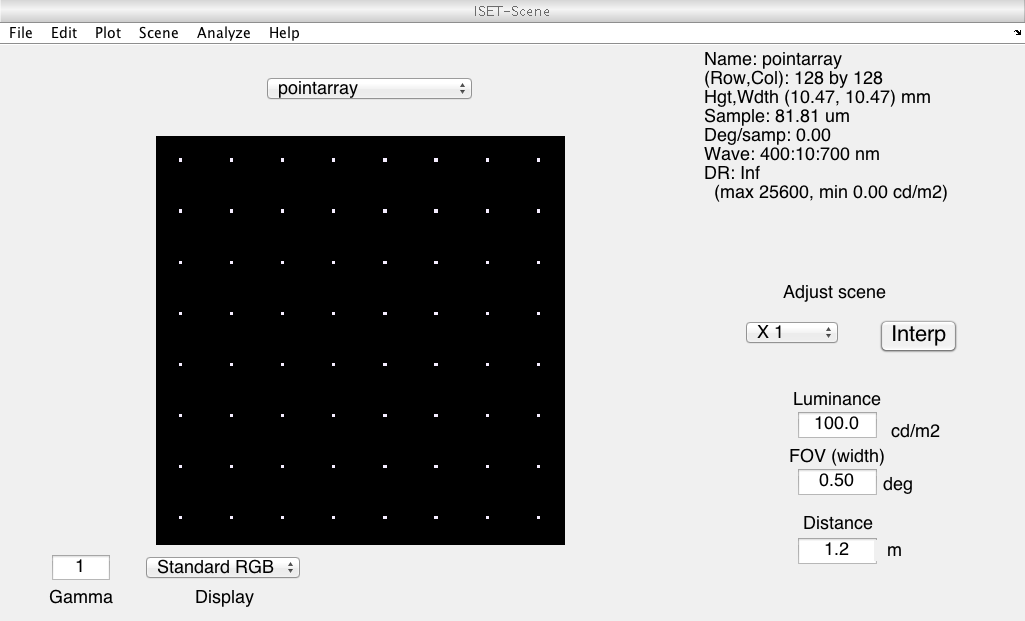 ISET-Scene
File Edit Plot Scene Analyze Help
pointarray
Name: pointarray
(Row,Col): 128 by 128
Hgt,Wdth (10.47, 10.47) mm
Sample: 81.81 um
Deg/samp: 0.00
Wave: 400:10:700 nm
DR: Inf
(max 25600, min 0.00 cd/m2)
Adjust scene
X 1 Interp
Luminance
100.0 cd/m2
FOV (width)
0.50 deg
Distance
1.2 m
1 Standard RGB
Gamma Display